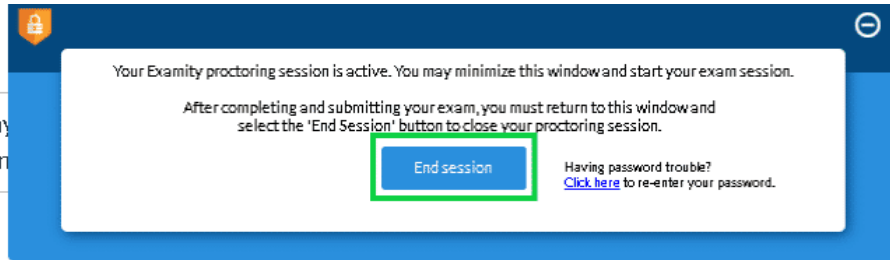 Your Examity proctoring session is active. You may minimize this window and start your exam session.
After completing and submitting your exam, you must return to this window and
select the 'End Session' button to close your proctoring session.
End session
Having password trouble?
Click here to re-enter your password.